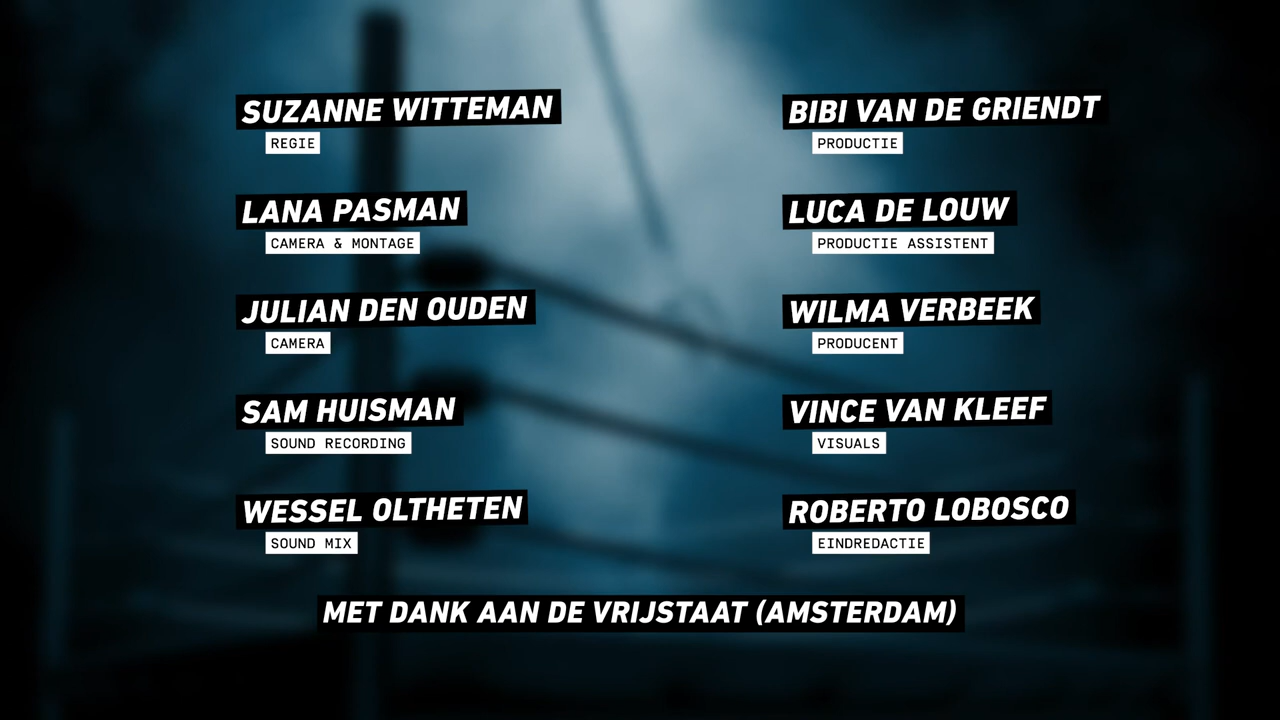 SUZANNE WITTEMAN
REGIE
LANA PASMAN
CAMERA & MONTAGE
JULIAN DEN OUDEN
CAMERA
SAM HUISMAN
SOUND RECORDING
WESSEL OLTHETEN
SOUND MIX
BIBI VAN DE GRIENDT
PRODUCTIE
LUCA DE LOUW
PRODUCTIE ASSISTENT
WILMA VERBEEK
PRODUCENT
VINCE VAN KLEEF
VISUALS
ROBERTO LOBOSCO
EINDREDACTIE
MET DANK AAN DE VRIJSTAAT (AMSTERDAM)